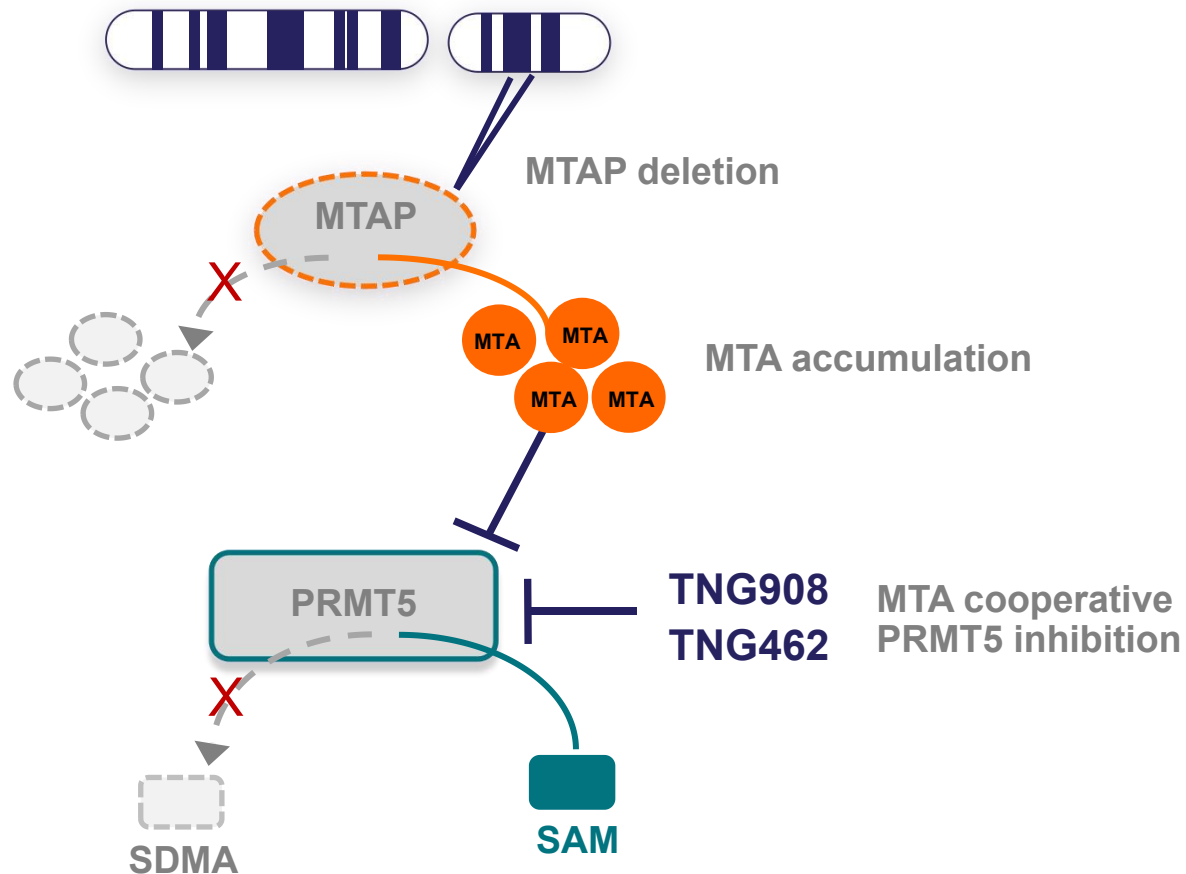 MTAP deletion
MTAP
X
MTA
MTA
MTA
MTA
MTA accumulation
PRMT5
TNG908
TNG462
MTA cooperative
PRMT5 inhibition
X
SDMA
SAM